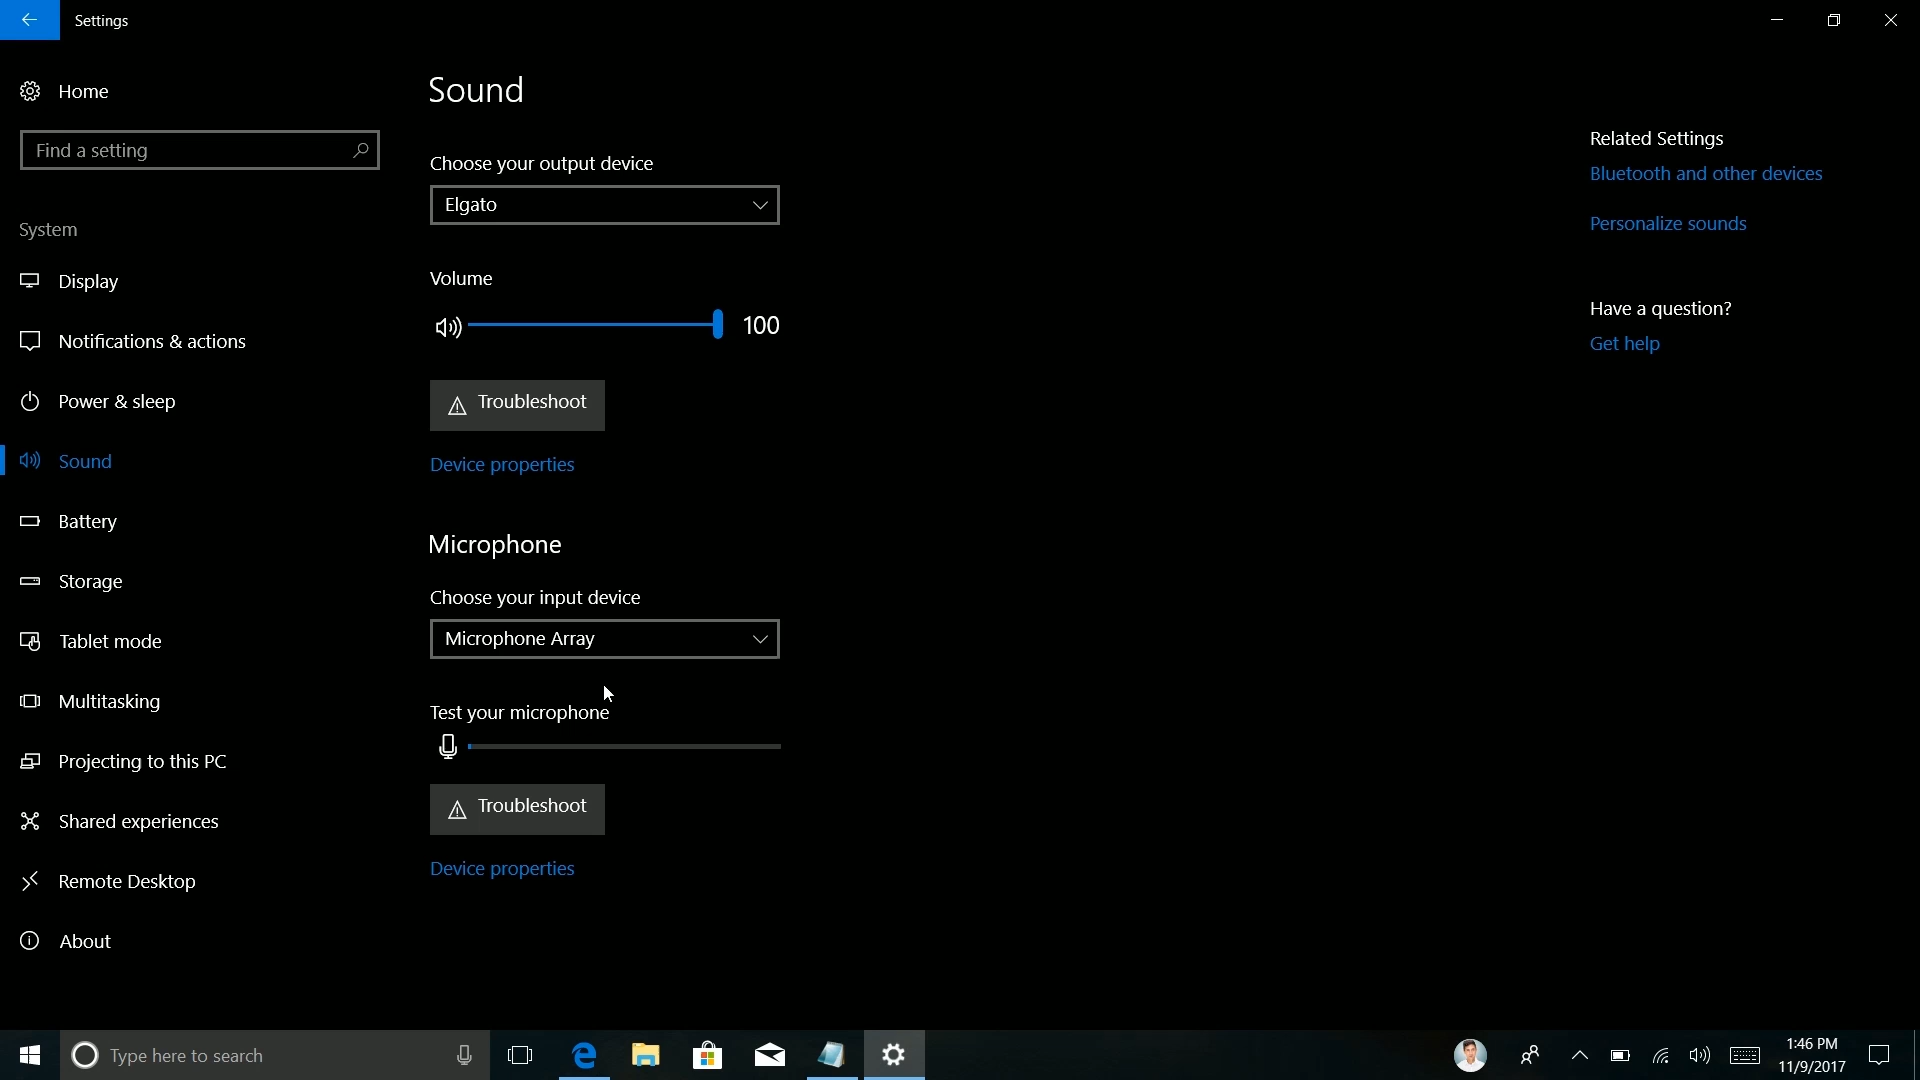 Settings
Home
Find a setting
System
Display
Notifications & actions
Power & sleep
Sound
Battery
Storage
Tablet mode
Multitasking
Projecting to this PC
Shared experiences
Remote Desktop
About
Sound
Choose your output device
Elgato
Volume
100
Troubleshoot
Device properties
Microphone
Choose your input device
Microphone Array
Test your microphone
Troubleshoot
Device properties
Related Settings
Bluetooth and other devices
Personalize sounds
Have a question?
Get help
Type here to search
1:46 PM
11/9/2017